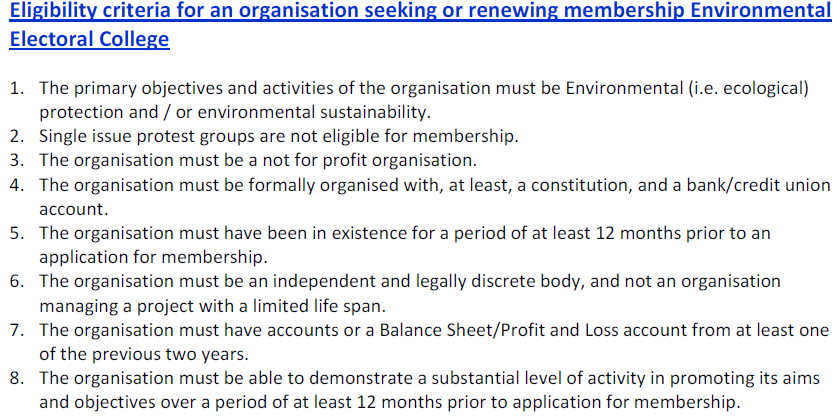 Eligibility criteria for an organisation seeking or renewing membership Environmental
Electoral College
1. The primary objectives and activities of the organisation must be Environmental (i.e. ecological)
protection and / or environmental sustainability.
2. Single issue protest groups are not eligible for membership.
3. The organisation must be a not for profit organisation.
4. The organisation must be formally organised with, at least, a constitution, and a bank/credit union
account.
5. The organisation must have been in existence for a period of at least 12 months prior to an
application for membership.
6. The organisation must be an independent and legally discrete body, and not an organisation
managing a project with a limited life span.
7. The organisation must have accounts or a Balance Sheet/Profit and Loss account from at least one
of the previous two years.
8. The organisation must be able to demonstrate a substantial level of activity in promoting its aims
and objectives over a period of at least 12 months prior to application for membership.